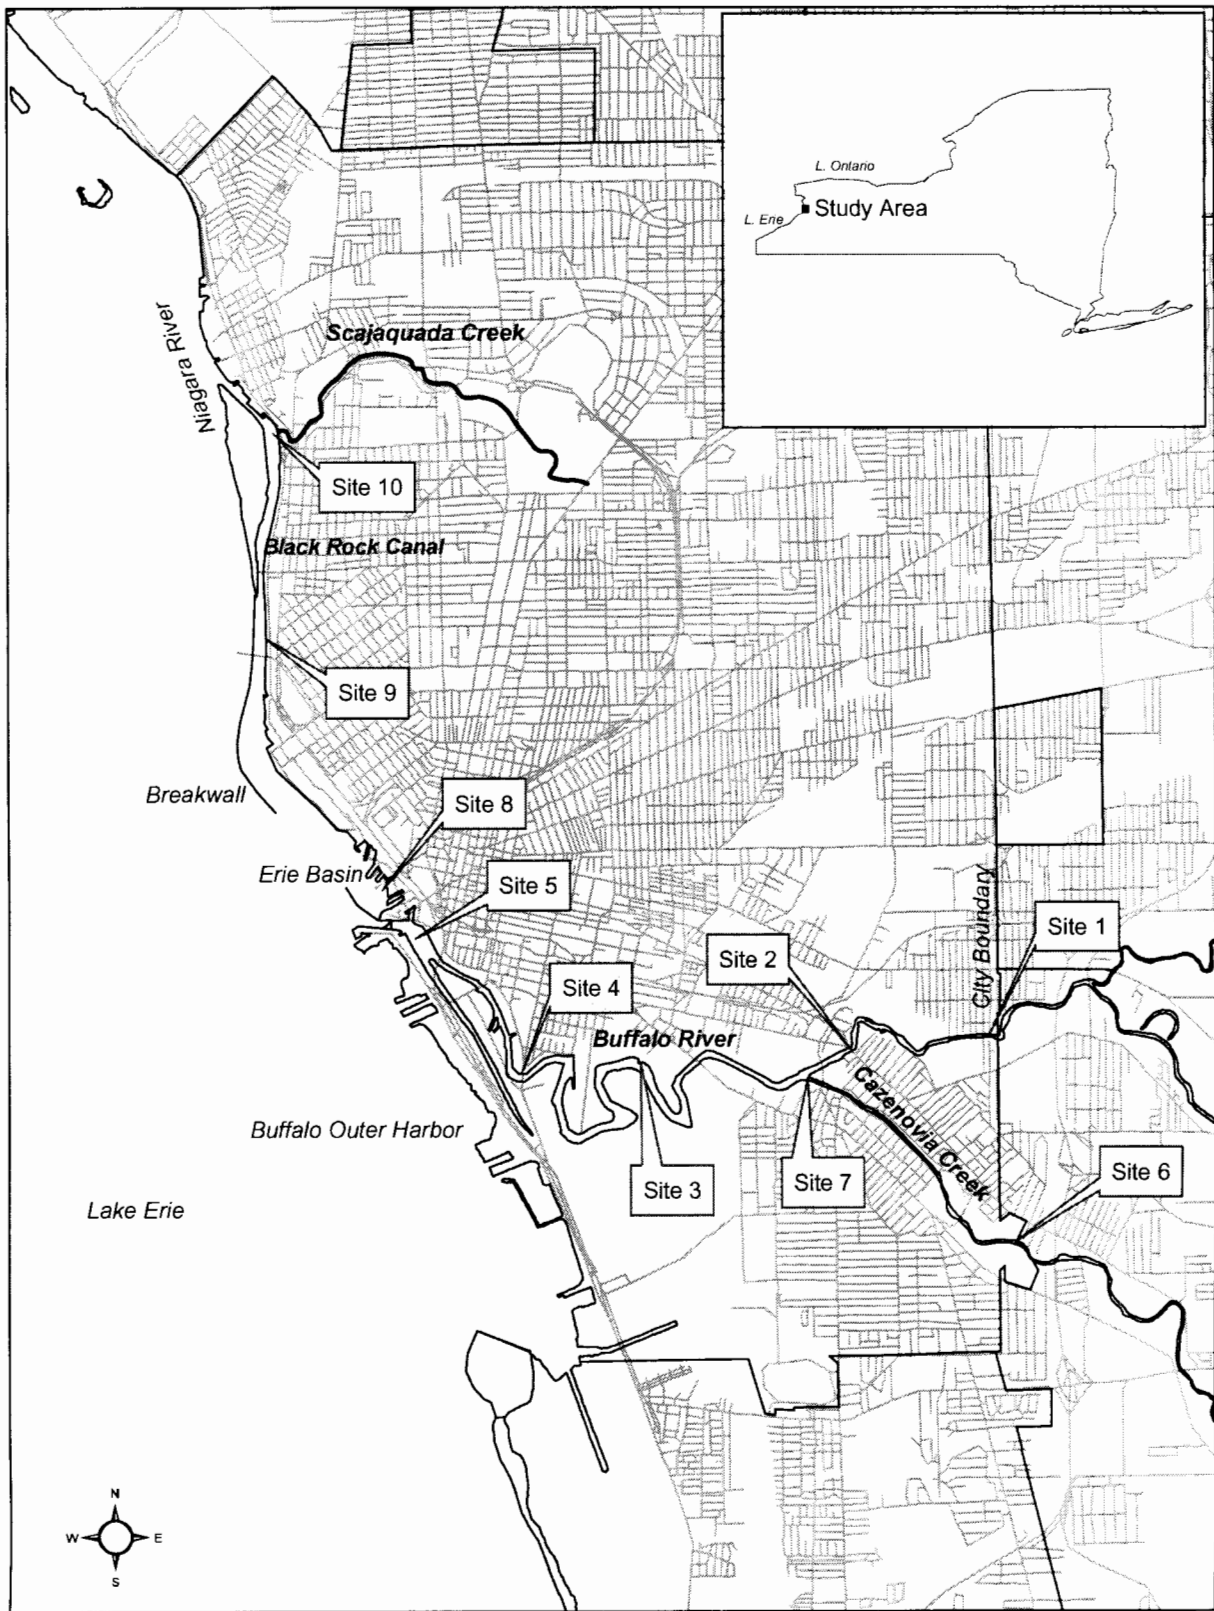 L. Ontario
L. Erie
Study Area
Niagara River
Scajaquada Creek
Site 10
Black Rock Canal
Site 9
Breakwall
Site 8
Erie Basin
Site 5
City Boundary
Site 1
Site 2
Site 4
Buffalo River
Cazenovia Creek
Buffalo Outer Harbor
Site 3
Site 7
Site 6
Lake Erie
N
W E
S